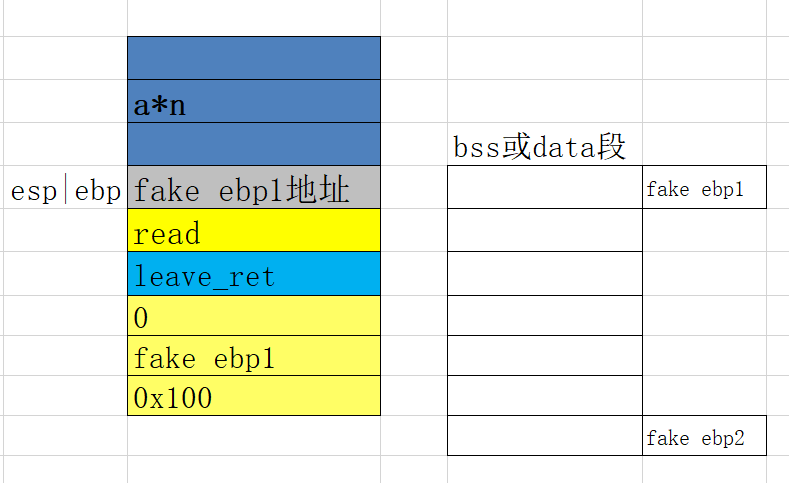 a*n
bss或data段
esp|ebp
fake ebp1地址
fake ebp1
read
leave_ret
0
fake ebp1
0x100
fake ebp2